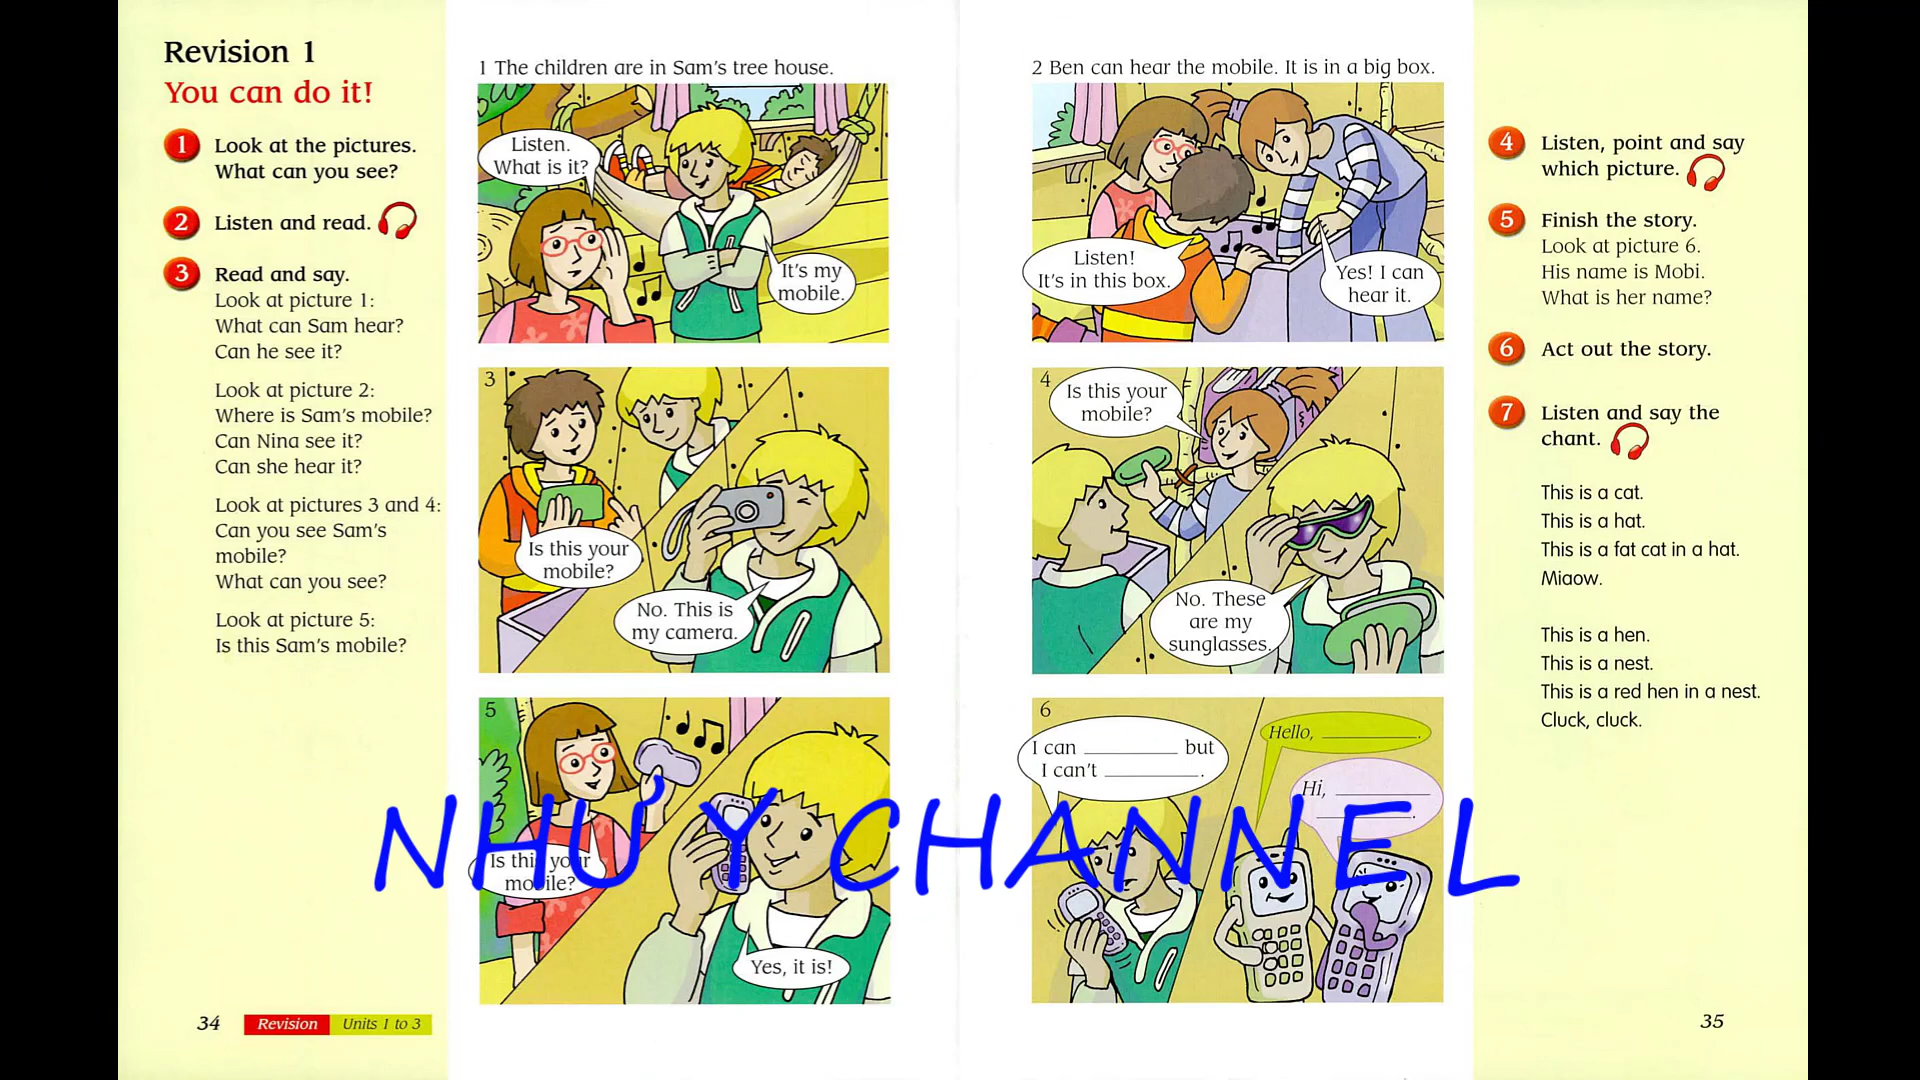 Revision 1
You can do it!
1 Look at the pictures.
What can you see?
2 Listen and read.
3 Read and say.
Look at picture 1:
What can Sam hear?
Can he see it?
Look at picture 2:
Where is Sam's mobile?
Can Nina see it?
Can she hear it?
Look at pictures 3 and 4:
Can you see Sam's
mobile?
What can you see?
Look at picture 5:
Is this Sam's mobile?
34 Revision Units 1 to 3
1 The children are in Sam's tree house.
Listen.
What is it?
It's my
mobile.
2 Ben can hear the mobile. It is in a big box.
Listen!
It's in this box.
Yes! I can
hear it.
3
Is this your
mobile?
No. This is
my camera.
4
Is this your
mobile?
No. These
are my
sunglasses.
5
Is this your
mobile?
Yes, it is!
6
I can ________ but
I can't ________.
Hello, ________.
Hi, ________
________.
NHƯ Y CHANNEL
4 Listen, point and say
which picture.
5 Finish the story.
Look at picture 6.
His name is Mobi.
What is her name?
6 Act out the story.
7 Listen and say the
chant.
This is a cat.
This is a hat.
This is a fat cat in a hat.
Miaow.
This is a hen.
This is a nest.
This is a red hen in a nest.
Cluck, cluck.
35